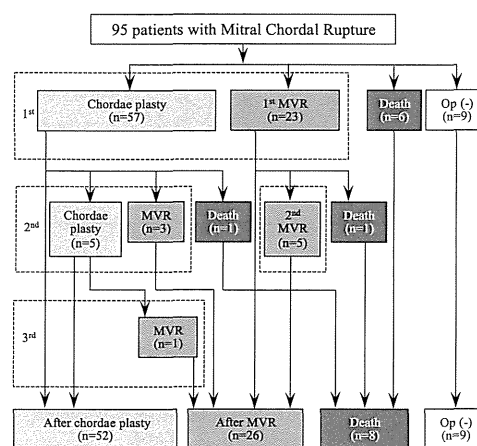 95 patients with Mitral Chordal Rupture
1st
Chordae plasty
(n=57)
1st MVR
(n=23)
Death
(n=6)
Op (-)
(n=9)
2nd
Chordae
plasty
(n=5)
MVR
(n=3)
Death
(n=1)
2nd
MVR
(n=5)
Death
(n=1)
3rd
MVR
(n=1)
After chordae plasty
(n=52)
After MVR
(n=26)
Death
(n=8)
Op (-)
(n=9)